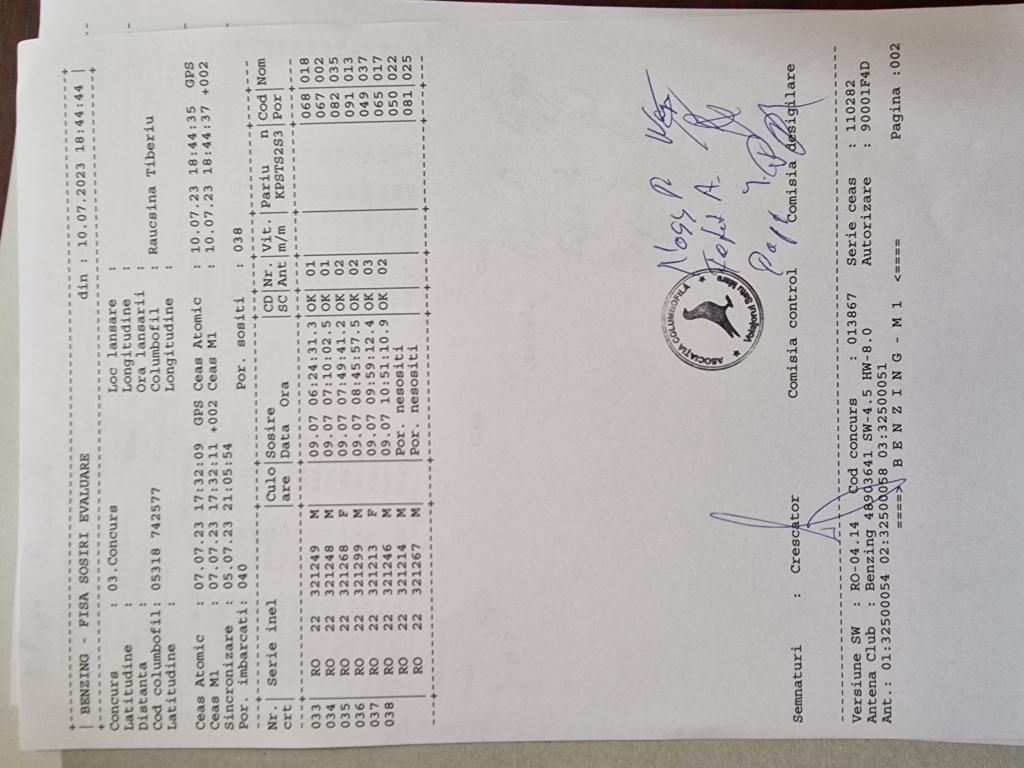 +---------------------------------------------------------------------+
| BENZING - FISA SOSIRI EVALUARE din : 10.07.2023 18:44:44 |
+---------------------------------------------------------------------+
Concurs : 03.Concurs Loc lansare :
Latitudine : Longitudine :
Distanta : Ora lansarii :
Cod columbofil: 05318 742577 Columbofil : Raucsina Tiberiu
Latitudine : Longitudine :
Ceas Atomic : 07.07.23 17:32:09 GPS Ceas Atomic : 10.07.23 18:44:35 GPS
Ceas M1 : 07.07.23 17:32:11 +002 Ceas M1 : 10.07.23 18:44:37 +002
Sincronizare : 05.07.23 21:05:54
Por. imbarcati: 040 Por. sositi : 038
Nr. Serie inel |Culo|Sosire |CD|Nr.|Vit.|Pariu n|Cod|Nom
crt | are|Data Ora |SC|Ant|m/m| KPSTS2S3|Por|
033 RO 22 321249 M |09.07 06:24:31.3|OK| 01 | 068|018
034 RO 22 321248 M |09.07 07:10:02.5|OK| 01 | 067|002
035 RO 22 321268 F |09.07 07:49:41.2|OK| 02 | 082|035
036 RO 22 321299 M |09.07 08:45:57.5|OK| 02 | 091|013
037 RO 22 321213 F |09.07 09:59:12.4|OK| 03 | 049|037
038 RO 22 321246 M |09.07 10:51:10.9|OK| 02 | 065|017
RO 22 321214 M |Por. nesositi | 050|022
RO 22 321267 M |Por. nesositi | 081|025
ASOCIATIA COLUMBOFILA
Voiajorul Satu Mare
Nagy P
Papp
Semnaturi : Crescator Comisia control Comisia desigilare
Versiune SW : RO-04.14 Cod concurs : 013867 Serie ceas : 110282
Antena Club : Benzing 48903641 SW-4.5 HW-8.0 Autorizare : 90001F4D
Ant.: 01:32500054 02:32500058 03:32500051
====> B E N Z I N G - M 1 <==== Pagina :002